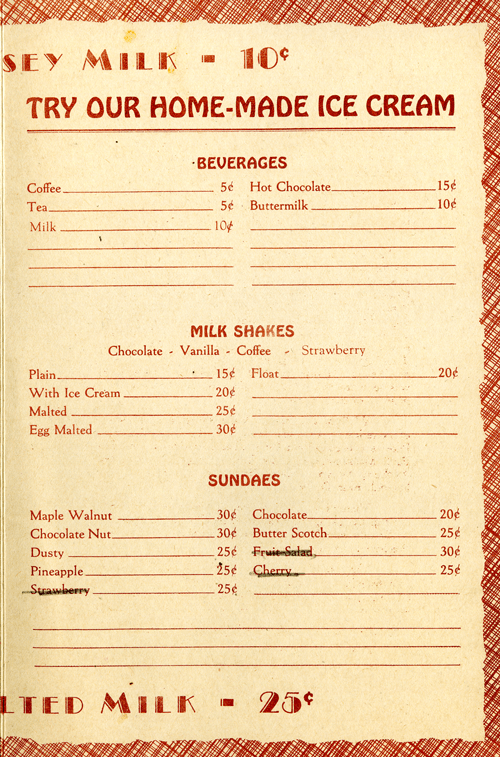 SEY MILK - 10¢
TRY OUR HOME-MADE ICE CREAM
BEVERAGES
Coffee 5¢
Tea 5¢
Milk 10¢
Hot Chocolate 15¢
Buttermilk 10¢
MILK SHAKES
Chocolate - Vanilla - Coffee - Strawberry
Plain 15¢
With Ice Cream 20¢
Malted 25¢
Egg Malted 30¢
Float 20¢
SUNDAES
Maple Walnut 30¢
Chocolate Nut 30¢
Dusty 25¢
Pineapple 25¢
Strawberry 25¢
Chocolate 20¢
Butter Scotch 25¢
Fruit Salad 30¢
Cherry 25¢
LTED MILK - 25¢